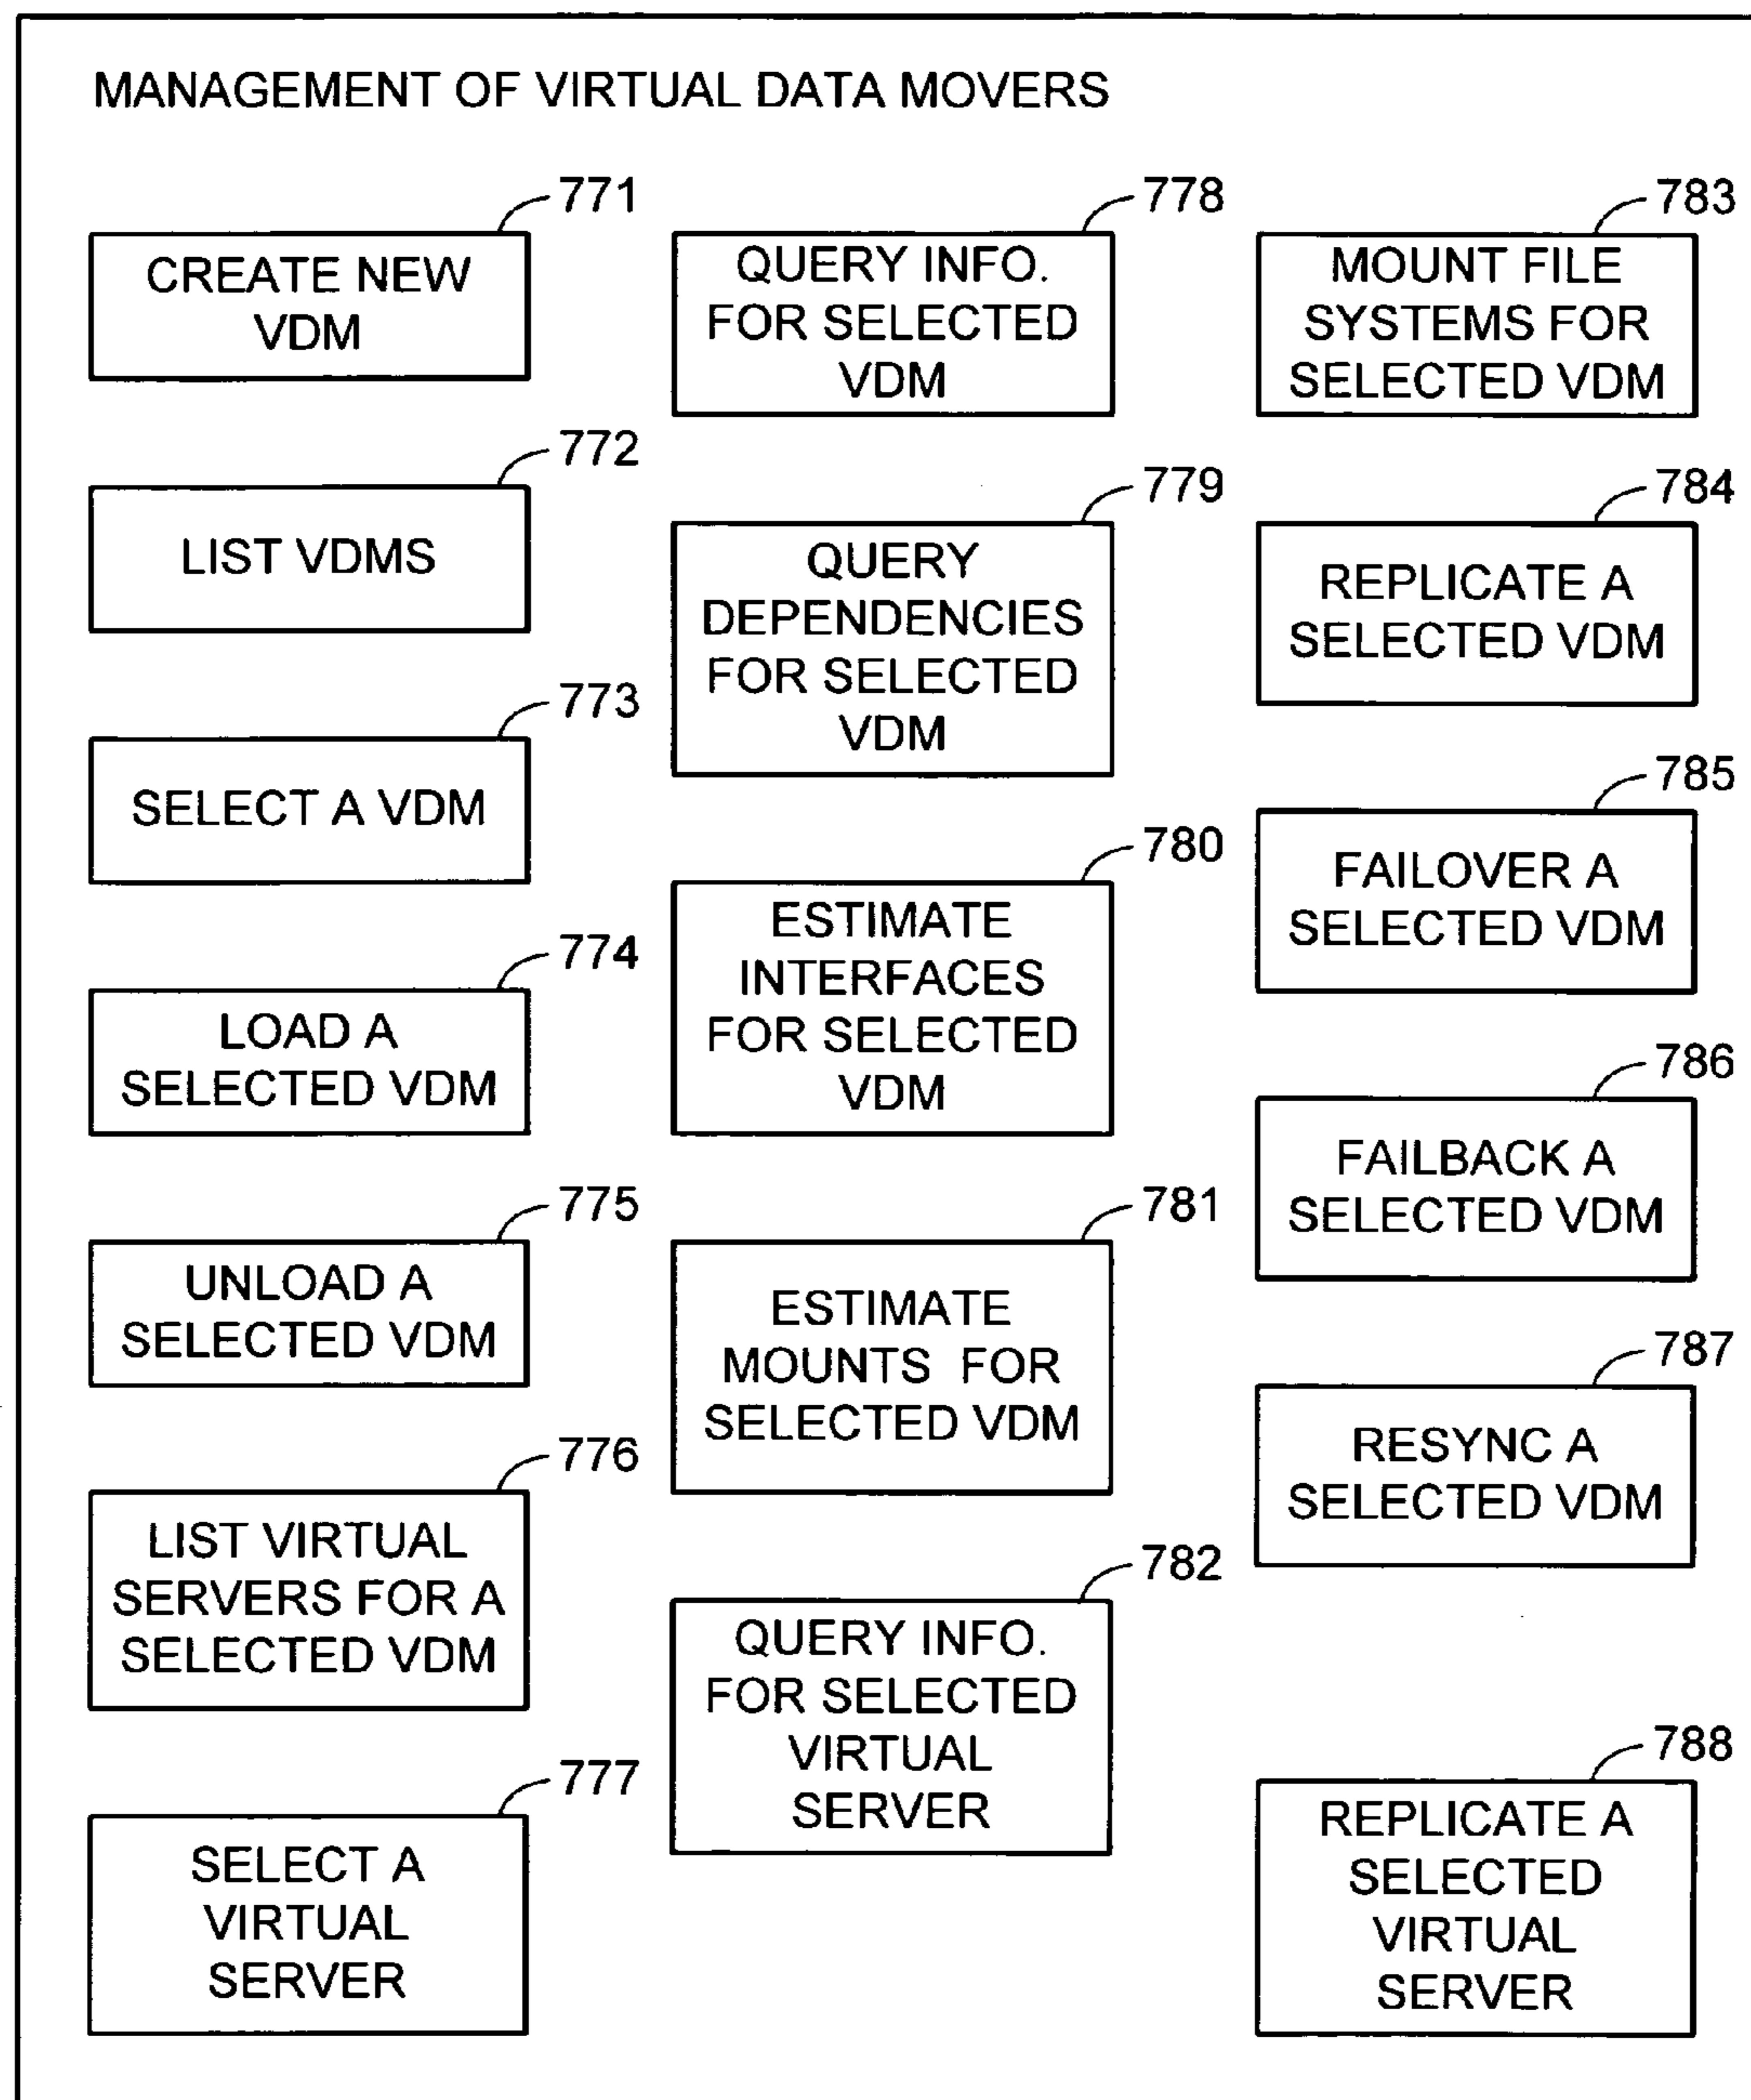 MANAGEMENT OF VIRTUAL DATA MOVERS
771
CREATE NEW
VDM
772
LIST VDMS
773
SELECT A VDM
774
LOAD A
SELECTED VDM
775
UNLOAD A
SELECTED VDM
776
LIST VIRTUAL
SERVERS FOR A
SELECTED VDM
777
SELECT A
VIRTUAL
SERVER
778
QUERY INFO.
FOR SELECTED
VDM
779
QUERY
DEPENDENCIES
FOR SELECTED
VDM
780
ESTIMATE
INTERFACES
FOR SELECTED
VDM
781
ESTIMATE
MOUNTS FOR
SELECTED VDM
782
QUERY INFO.
FOR SELECTED
VIRTUAL
SERVER
783
MOUNT FILE
SYSTEMS FOR
SELECTED VDM
784
REPLICATE A
SELECTED VDM
785
FAILOVER A
SELECTED VDM
786
FAILBACK A
SELECTED VDM
787
RESYNC A
SELECTED VDM
788
REPLICATE A
SELECTED
VIRTUAL
SERVER